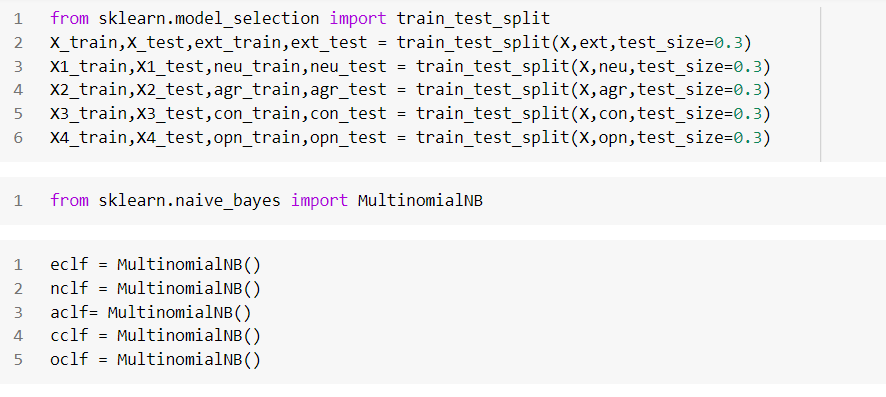 1 from sklearn.model_selection import train_test_split
2 X_train,X_test,ext_train,ext_test = train_test_split(X,ext,test_size=0.3)
3 X1_train,X1_test,neu_train,neu_test = train_test_split(X,neu,test_size=0.3)
4 X2_train,X2_test,agr_train,agr_test = train_test_split(X,agr,test_size=0.3)
5 X3_train,X3_test,con_train,con_test = train_test_split(X,con,test_size=0.3)
6 X4_train,X4_test,opn_train,opn_test = train_test_split(X,opn,test_size=0.3)
1 from sklearn.naive_bayes import MultinomialNB
1 eclf = MultinomialNB()
2 nclf = MultinomialNB()
3 aclf= MultinomialNB()
4 cclf = MultinomialNB()
5 oclf = MultinomialNB()